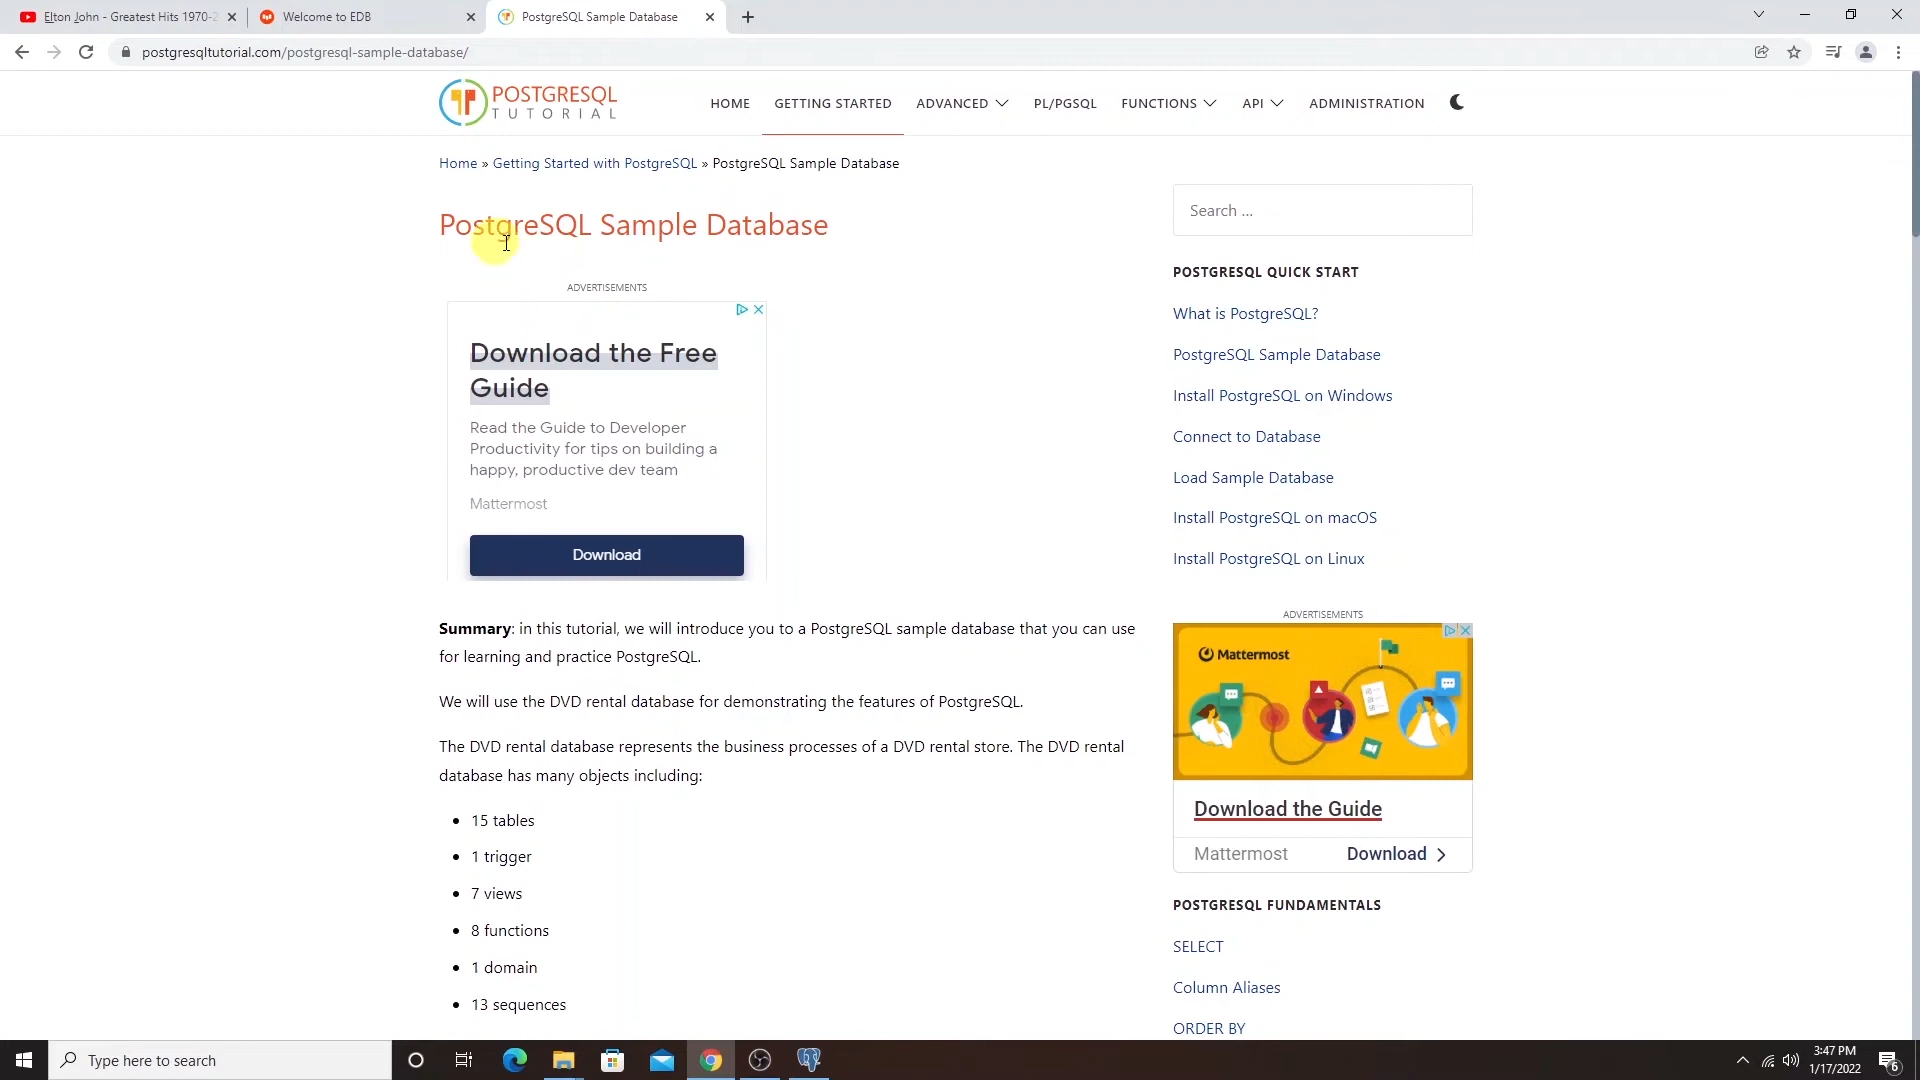 Elton John - Greatest Hits 1970-2
Welcome to EDB
PostgreSQL Sample Database
postgresqltutorial.com/postgresql-sample-database/
POSTGRESQL
TUTORIAL
HOME
GETTING STARTED
ADVANCED
PL/PGSQL
FUNCTIONS
API
ADMINISTRATION
Home » Getting Started with PostgreSQL » PostgreSQL Sample Database
PostgreSQL Sample Database
ADVERTISEMENTS
Download the Free
Guide
Read the Guide to Developer
Productivity for tips on building a
happy, productive dev team
Mattermost
Download
Summary: in this tutorial, we will introduce you to a PostgreSQL sample database that you can use
for learning and practice PostgreSQL.
We will use the DVD rental database for demonstrating the features of PostgreSQL.
The DVD rental database represents the business processes of a DVD rental store. The DVD rental
database has many objects including:
15 tables
1 trigger
7 views
8 functions
1 domain
13 sequences
Search ...
POSTGRESQL QUICK START
What is PostgreSQL?
PostgreSQL Sample Database
Install PostgreSQL on Windows
Connect to Database
Load Sample Database
Install PostgreSQL on macOS
Install PostgreSQL on Linux
ADVERTISEMENTS
Mattermost
Download the Guide
Mattermost
Download
POSTGRESQL FUNDAMENTALS
SELECT
Column Aliases
ORDER BY
Type here to search
3:47 PM
1/17/2022
6